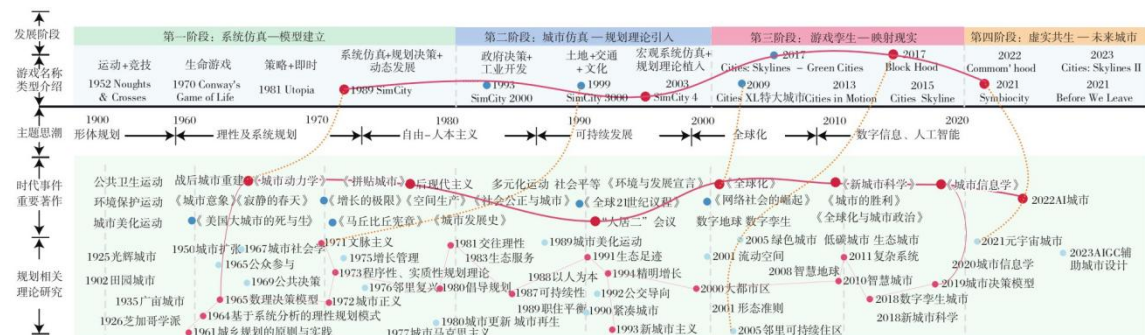 发展阶段
第一阶段：系统仿真—模型建立
第二阶段：城市仿真—规划理论引入
第三阶段：游戏孪生—映射现实
第四阶段：虚实共生—未来城市
游戏名称
类型介绍
运动+竞技
1952 Noughts
& Crosses
生命游戏
1970 Conway's
Game of Life
策略+即时
1981 Utopia
系统仿真+规划决策+
动态发展
1989 SimCity
政府决策+
工业开发
1993
SimCity 2000
土地+交通
+文化
1999
SimCity 3000
宏观系统仿真+
规划理论植入
2003
SimCity 4
2017
Cities: Skylines – Green Cities
2009
Cities XL特大城市
2013
Cities in Motion
2017
Block Hood
2015
Cities Skyline
2022
Common' hood
2021
Symbiocity
2023
Cities: Skylines II
2021
Before We Leave
1900
1960
1970
1980
1990
2000
2010
2020
主题思潮
形体规划
理性及系统规划
自由–人本主义
可持续发展
全球化
数字信息、人工智能
时代事件
重要著作
公共卫生运动
战后城市重建
《城市动力学》
《拼贴城市》
后现代主义
多元化运动
社会平等
《环境与发展宣言》
《全球化》
《新城市科学》
《城市信息学》
环境保护运动
《城市意象》
《寂静的春天》
《增长的极限》
《空间生产》
《社会公正与城市》
《全球21世纪议程》
《网络社会的崛起》
《城市的胜利》
2022AI城市
城市美化运动
《美国大城市的死与生》
《马丘比丘宪章》
《城市发展史》
“人居二”会议
数字地球
数字孪生
《全球化与城市政治》
规划相关
理论研究
1925光辉城市
1950城市扩张
1967城市社会学
1971文脉主义
1981交往理性
1989城市美化运动
2005 绿色城市
低碳城市
生态城市
2021元宇宙城市
1965公众参与
1975增长管理
1983生态服务
1991生态足迹
2001 流动空间
2011复杂系统
2023AIGC辅
助城市设计
1902田园城市
1969公共决策
1973程序性、实质性规划理论
1988以人为本
1994精明增长
2008 智慧地球
2020城市信息学
1976邻里复兴
1980倡导规划
1987可持续性
1992公交导向
2000大都市区
2010智慧城市
2019城市决策模型
1935广亩城市
1965数理决策模型
1972城市正义
1989职住平衡
1990紧凑城市
2001 形态准则
2018数字孪生城市
1926芝加哥学派
1964基于系统分析的理性规划模式
1980城市更新
城市再生
2018新城市科学
1961城乡规划的原则与实践
1977城市马克思主义
1993新城市主义
2005邻里可持续住区